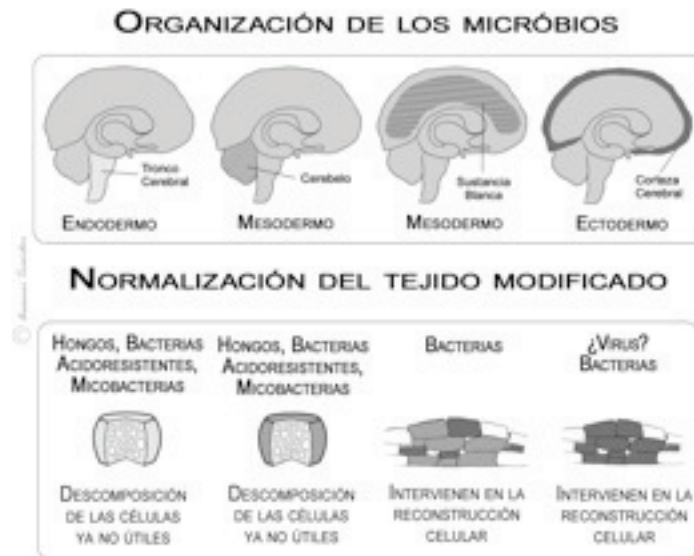 ORGANIZACIÓN DE LOS MICRÓBIOS
Tronco
Cerebral
ENDODERMO
Cerebelo
MESODERMO
Sustancia
Blanca
MESODERMO
Corteza
Cerebral
ECTODERMO
NORMALIZACIÓN DEL TEJIDO MODIFICADO
HONGOS, BACTERIAS
ACIDORESISTENTES,
MICOBACTERIAS
DESCOMPOSICIÓN
DE LAS CÉLULAS
YA NO ÚTILES
HONGOS, BACTERIAS
ACIDORESISTENTES,
MICOBACTERIAS
DESCOMPOSICIÓN
DE LAS CÉLULAS
YA NO ÚTILES
BACTERIAS
INTERVIENEN EN LA
RECONSTRUCCIÓN
CELULAR
¿VIRUS?
BACTERIAS
INTERVIENEN EN LA
RECONSTRUCCIÓN
CELULAR
©